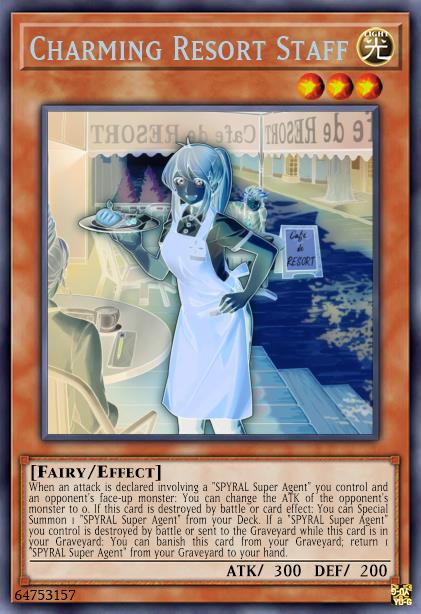 CHARMING RESORT STAFF
LIGHT
光
Cafe de RESORT Cafe de RESORT
Café
de
RESORT
[FAIRY/EFFECT]
When an attack is declared involving a "SPYRAL Super Agent" you control and
an opponent's face-up monster: You can change the ATK of the opponent's
monster to 0. If this card is destroyed by battle or card effect: You can Special
Summon 1 "SPYRAL Super Agent" from your Deck. If a "SPYRAL Super Agent"
you control is destroyed by battle or sent to the Graveyard while this card is in
your Graveyard: You can banish this card from your Graveyard; return 1
"SPYRAL Super Agent" from your Graveyard to your hand.
ATK/ 300 DEF/ 200
64753157